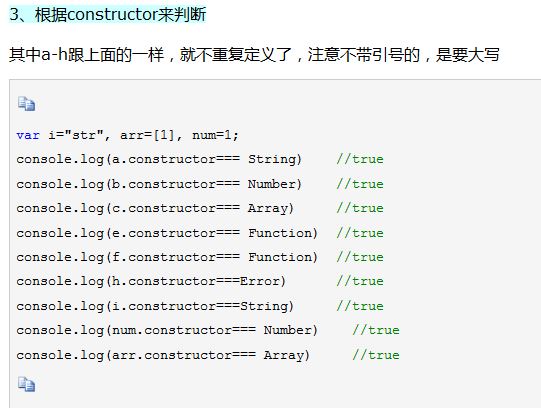 3、根据constructor来判断
其中a-h跟上面的一样，就不重复定义了，注意不带引号的，是要大写
var i="str", arr=[1], num=1;
console.log(a.constructor=== String)    //true
console.log(b.constructor=== Number)    //true
console.log(c.constructor=== Array)     //true
console.log(e.constructor=== Function)  //true
console.log(f.constructor=== Function)  //true
console.log(h.constructor===Error)      //true
console.log(i.constructor===String)     //true
console.log(num.constructor=== Number)    //true
console.log(arr.constructor=== Array)     //true